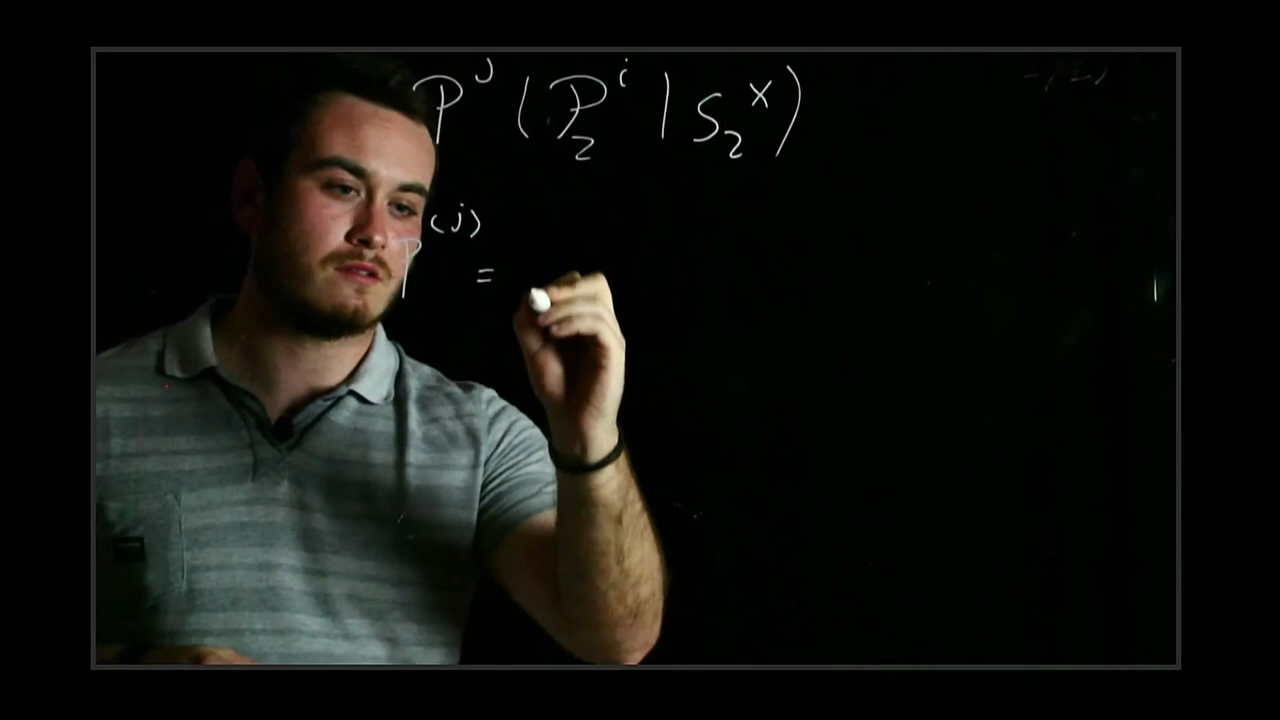 P^j (P_2^i | S_2^x)
P^(j) =